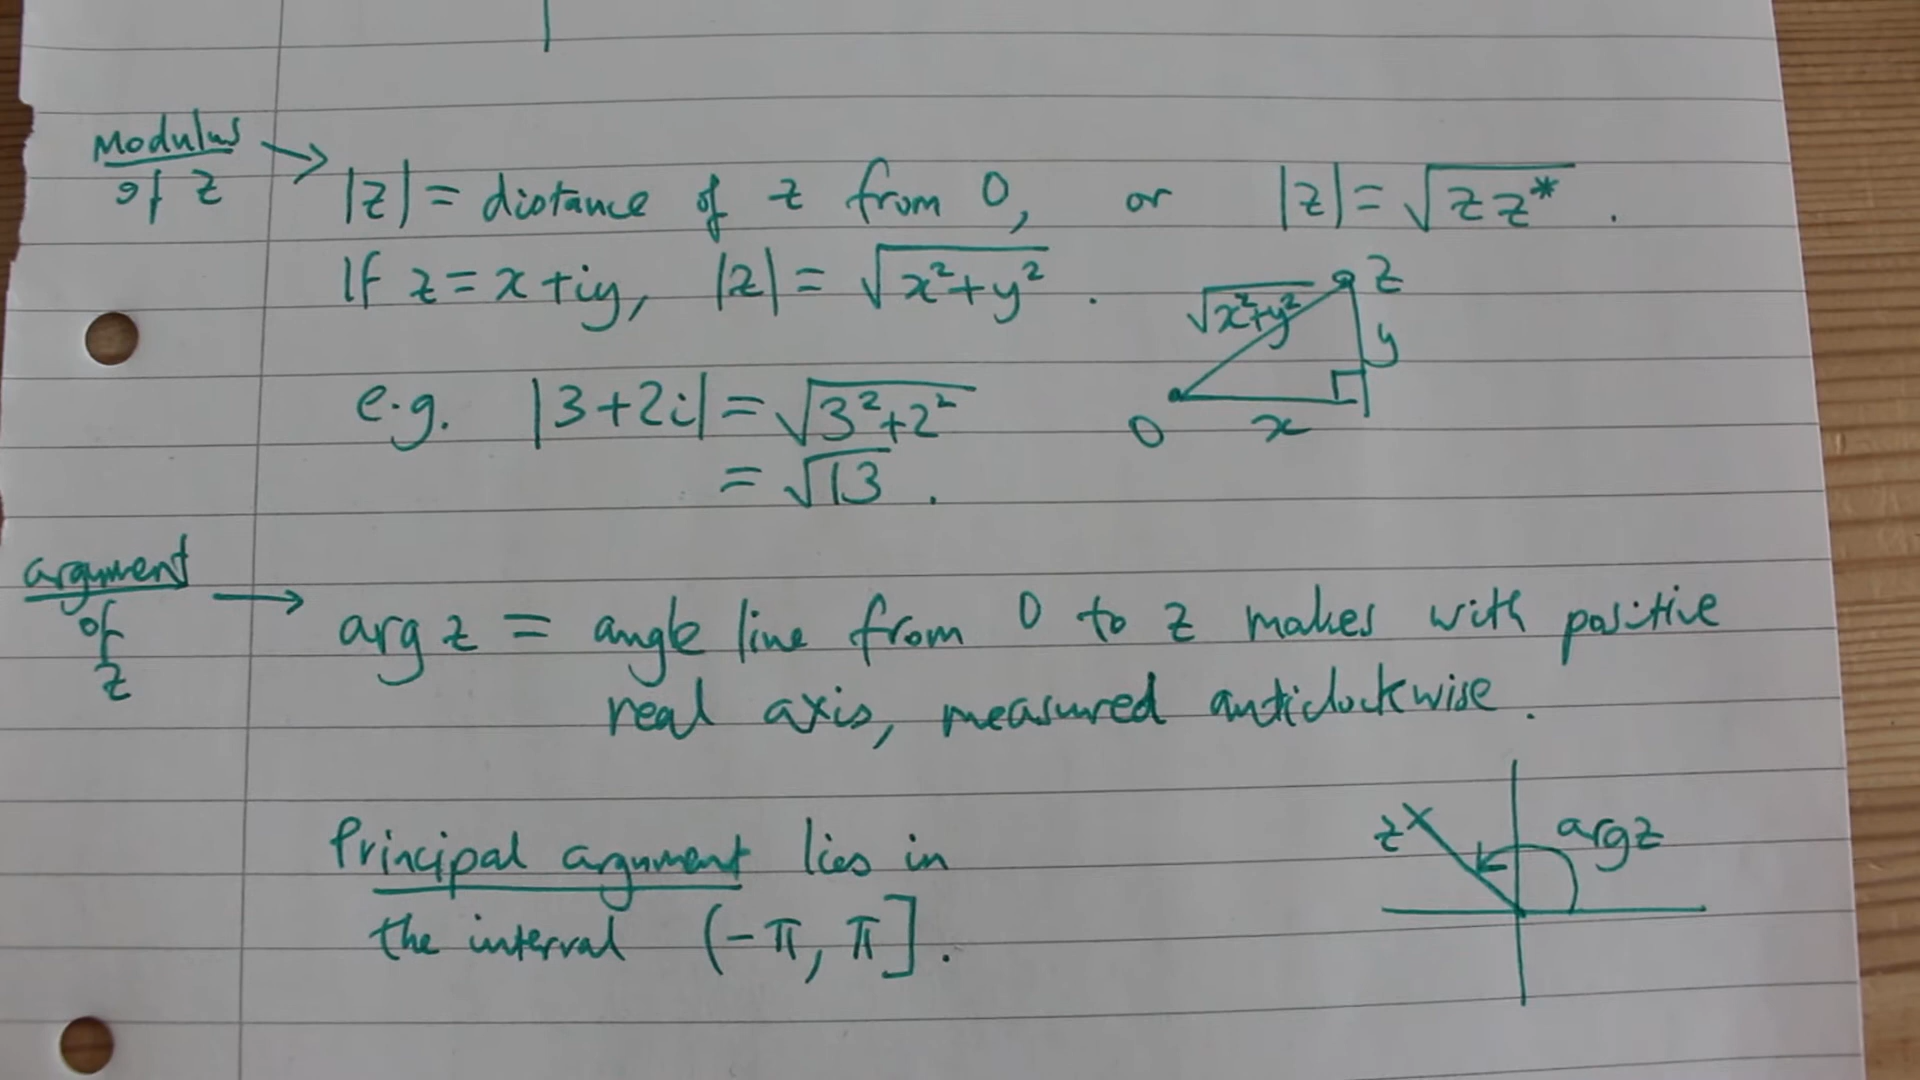 Modulus
of z
→ |z| = distance of z from 0, or |z| = √(zz*) .
If z = x + iy, |z| = √(x²+y²) .
z
√(x²+y²)
y
0
x
e.g. |3+2i| = √(3²+2²)
= √13 .
argument
of
z
→ arg z = angle line from 0 to z makes with positive
real axis, measured anticlockwise.
z
arg z
Principal argument lies in
the interval (-π, π].